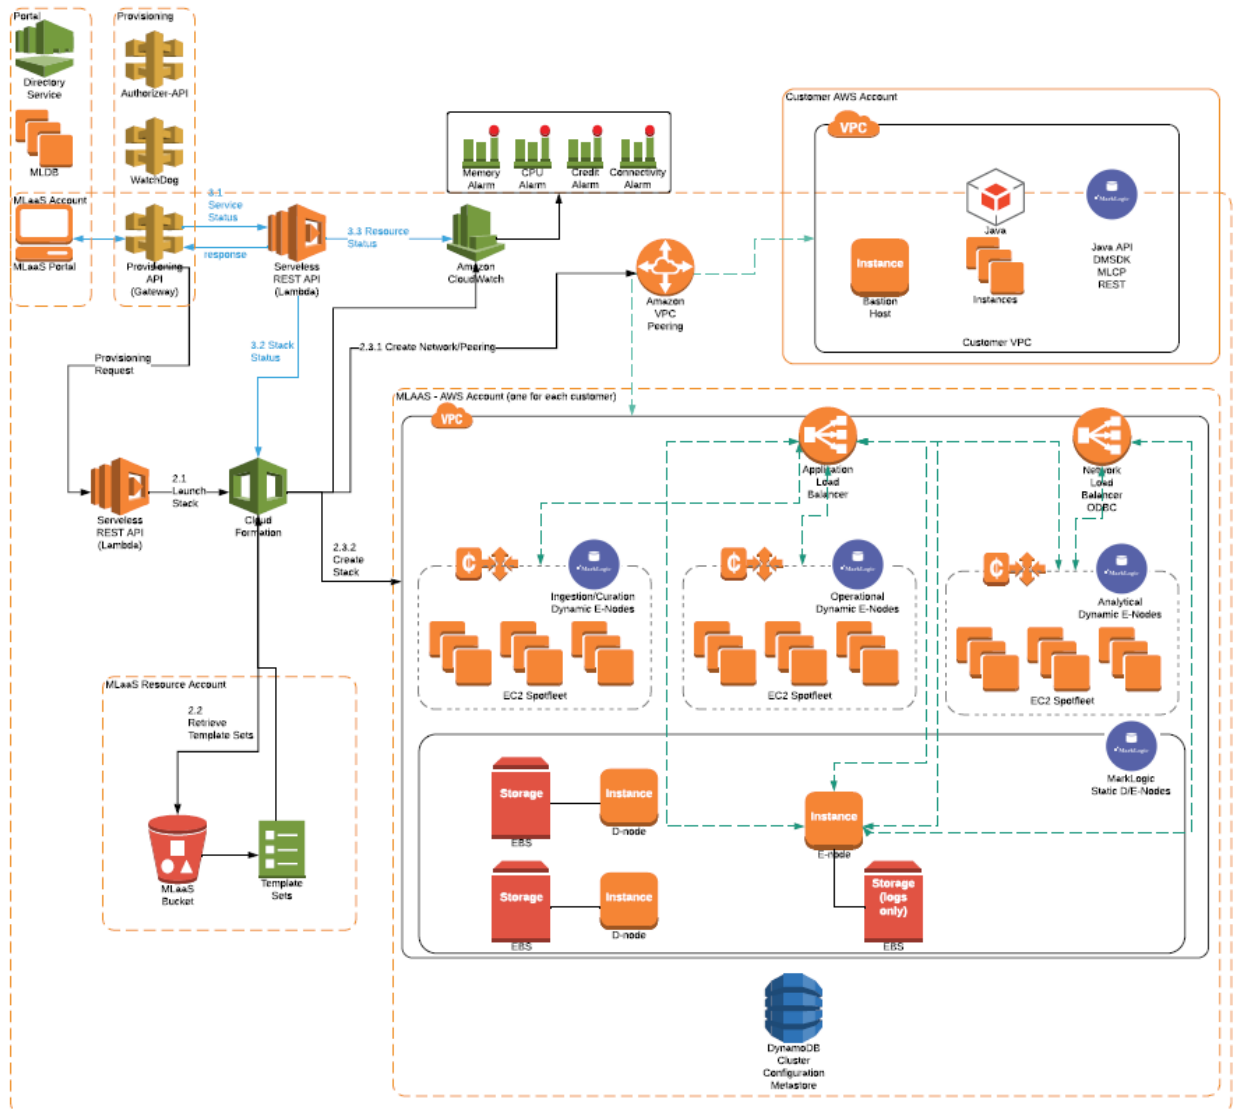 Portal
Provisioning
Directory
Service
Authorizer-API
MLDB
WatchDog
MLaaS Account
MLaaS Portal
Provisioning
API
(Gateway)
3.1
Service
Status
response
Serveless
REST API
(Lambda)
3.3 Resource
Status
Amazon
CloudWatch
Memory
Alarm
CPU
Alarm
Credit
Alarm
Connectivity
Alarm
Customer AWS Account
VPC
Java
MarkLogic
Instance
Bastion
Host
Instances
Java API
DMSDK
MLCP
REST
Customer VPC
Amazon
VPC
Peering
3.2 Stack
Status
2.3.1 Create Network/Peering
Provisioning
Request
Serveless
REST API
(Lambda)
2.1
Launch
Stack
Cloud
Formation
2.3.2
Create
Stack
MLAAS - AWS Account (one for each customer)
VPC
Application
Load
Balancer
Network
Load
Balancer
ODBC
MarkLogic
Ingestion/Curation
Dynamic E-Nodes
EC2 Spotfleet
MarkLogic
Operational
Dynamic E-Nodes
EC2 Spotfleet
MarkLogic
Analytical
Dynamic E-Nodes
EC2 Spotfleet
MLaaS Resource Account
2.2
Retrieve
Template Sets
MLaaS
Bucket
Template
Sets
MarkLogic
MarkLogic
Static D/E-Nodes
Storage
EBS
Instance
D-node
Instance
E-node
Storage
EBS
Instance
D-node
Storage
(logs
only)
EBS
DynamoDB
Cluster
Configuration
Metastore